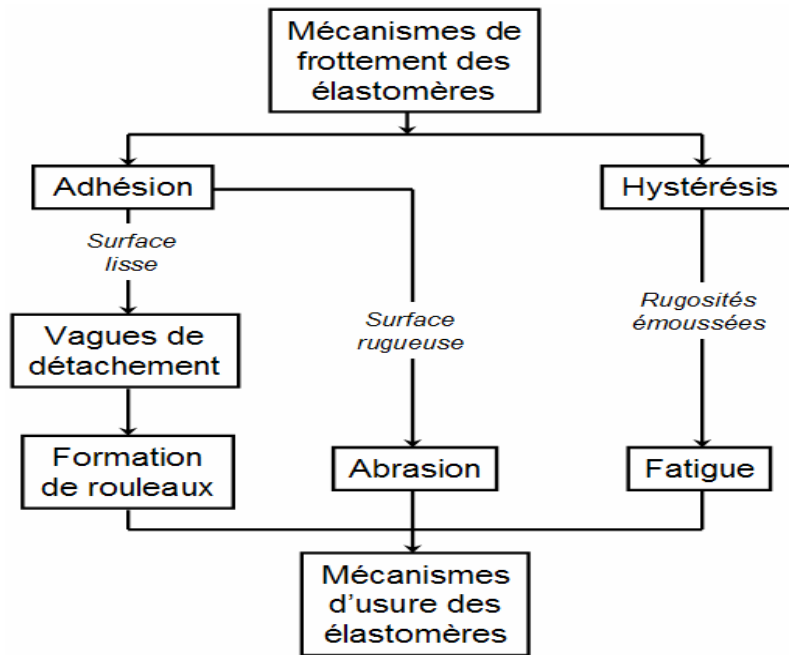 Mécanismes de
frottement des
élastomères
Adhésion
Hystérésis
Surface
lisse
Rugosités
émoussées
Surface
rugueuse
Vagues de
détachement
Formation
de rouleaux
Abrasion
Fatigue
Mécanismes
d'usure des
élastomères